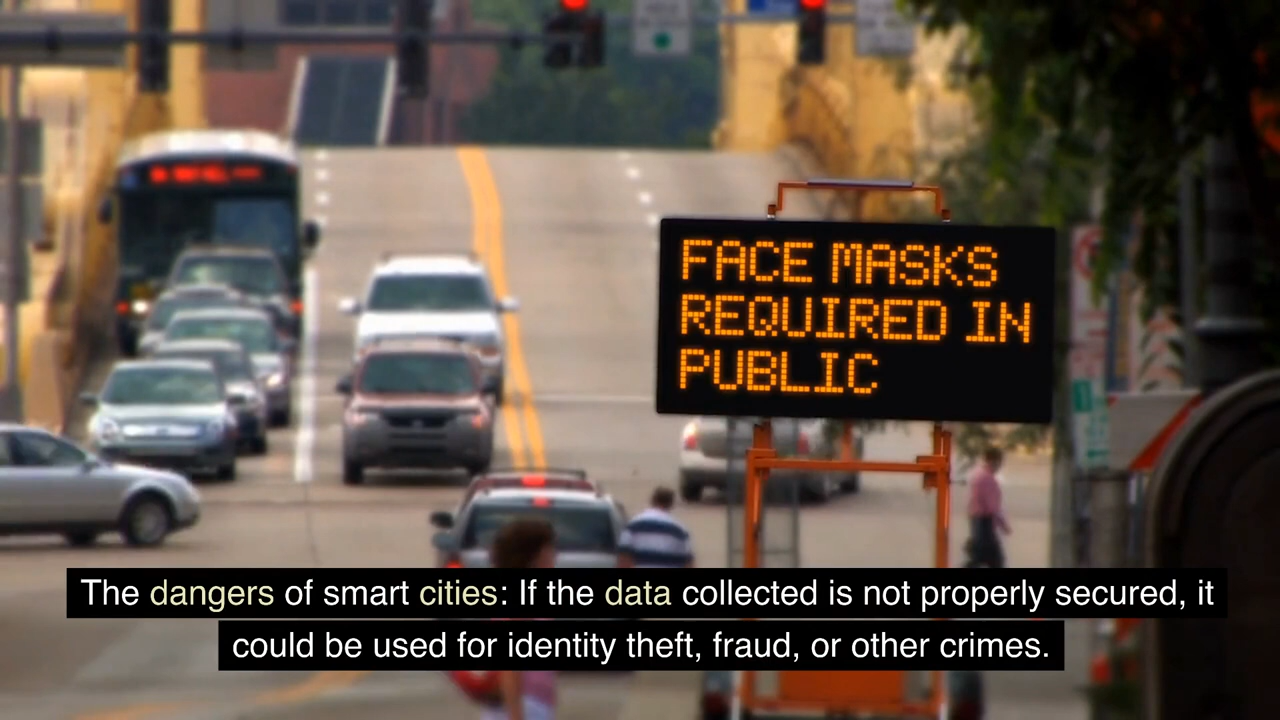 FACE MASKS
REQUIRED IN
PUBLIC
The dangers of smart cities: If the data collected is not properly secured, it
could be used for identity theft, fraud, or other crimes.